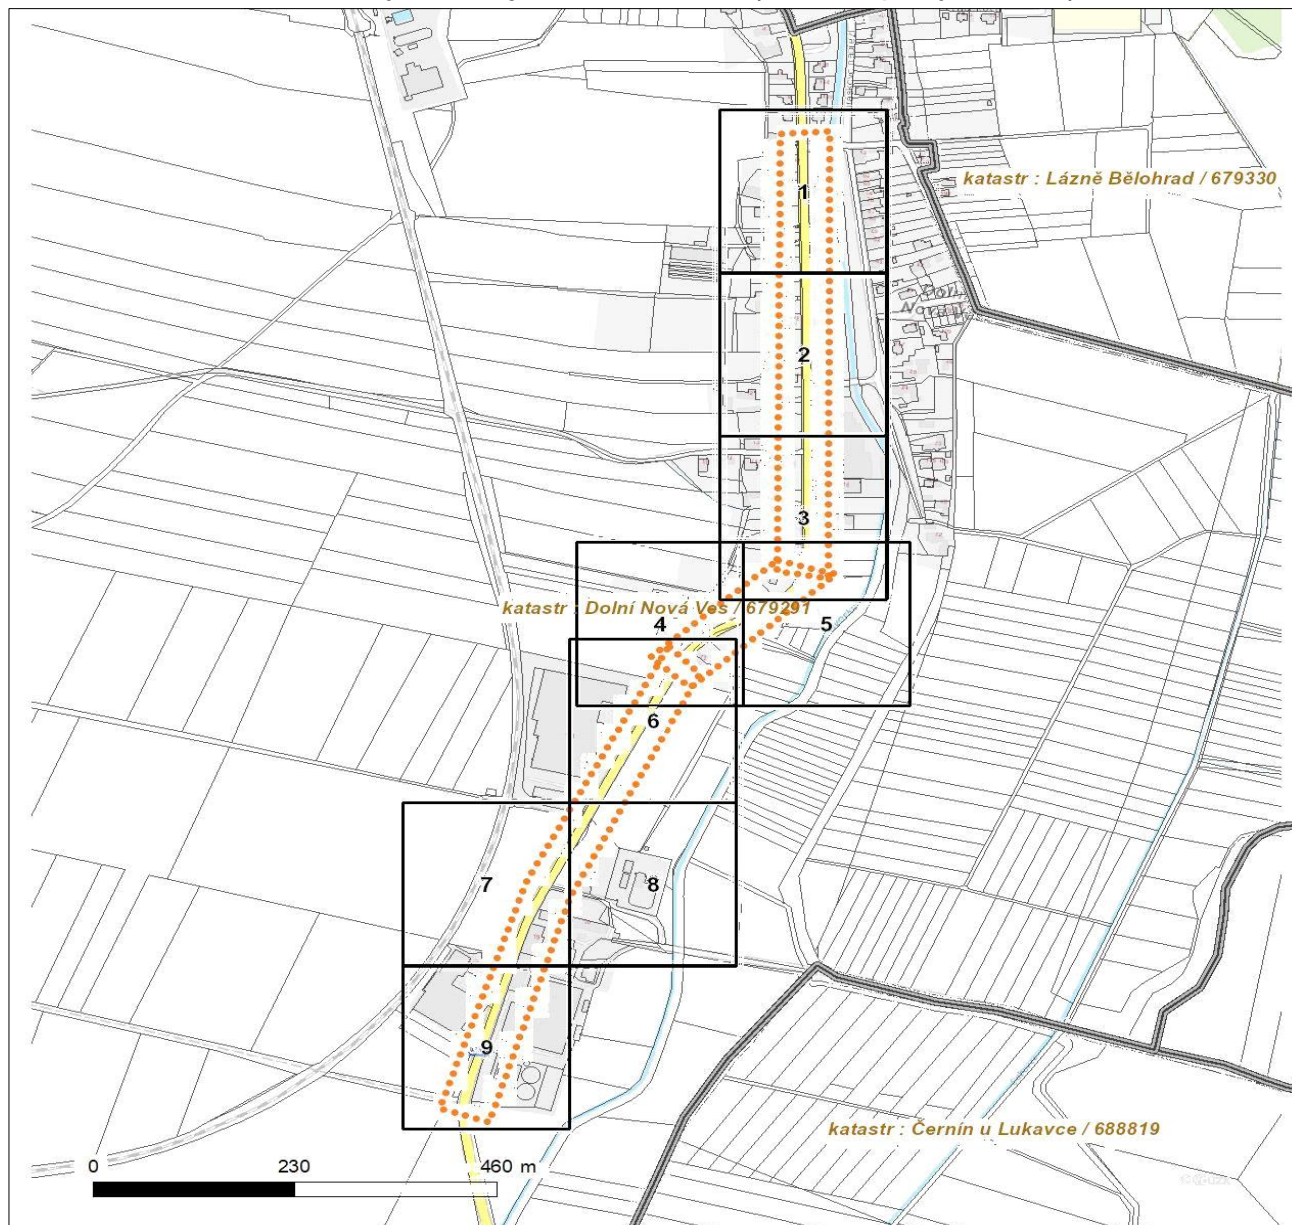 1
katastr : Lázně Bělohrad / 679330
2
3
katastr : Dolní Nová Ves / 679291
4
5
6
7
8
9
katastr : Černín u Lukavce / 688819
0 230 460 m